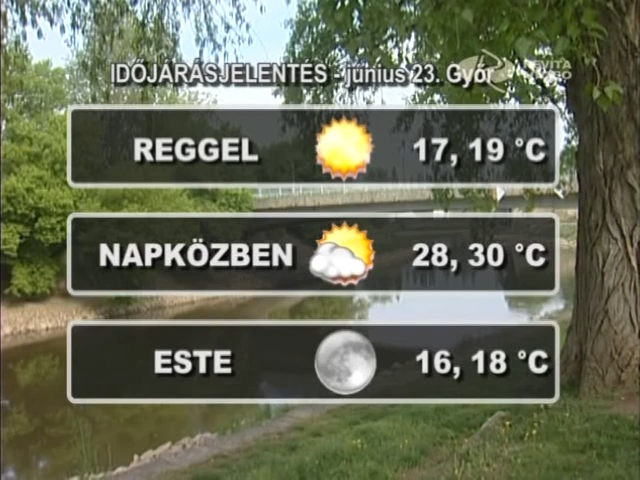 IDŐJÁRÁSJELENTÉS - június 23. Győr
REGGEL 17, 19 °C
NAPKÖZBEN 28, 30 °C
ESTE 16, 18 °C